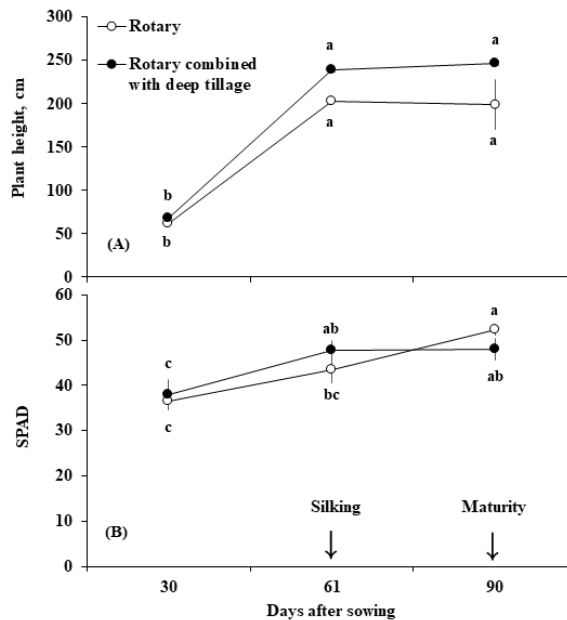 300
250
200
150
100
50
0
Plant height, cm
Rotary
Rotary combined
with deep tillage
a a
a a
b
b
(A)
60
50
40
30
20
10
0
SPAD
c ab a
c bc ab
Silking Maturity
(B)
30 61 90
Days after sowing